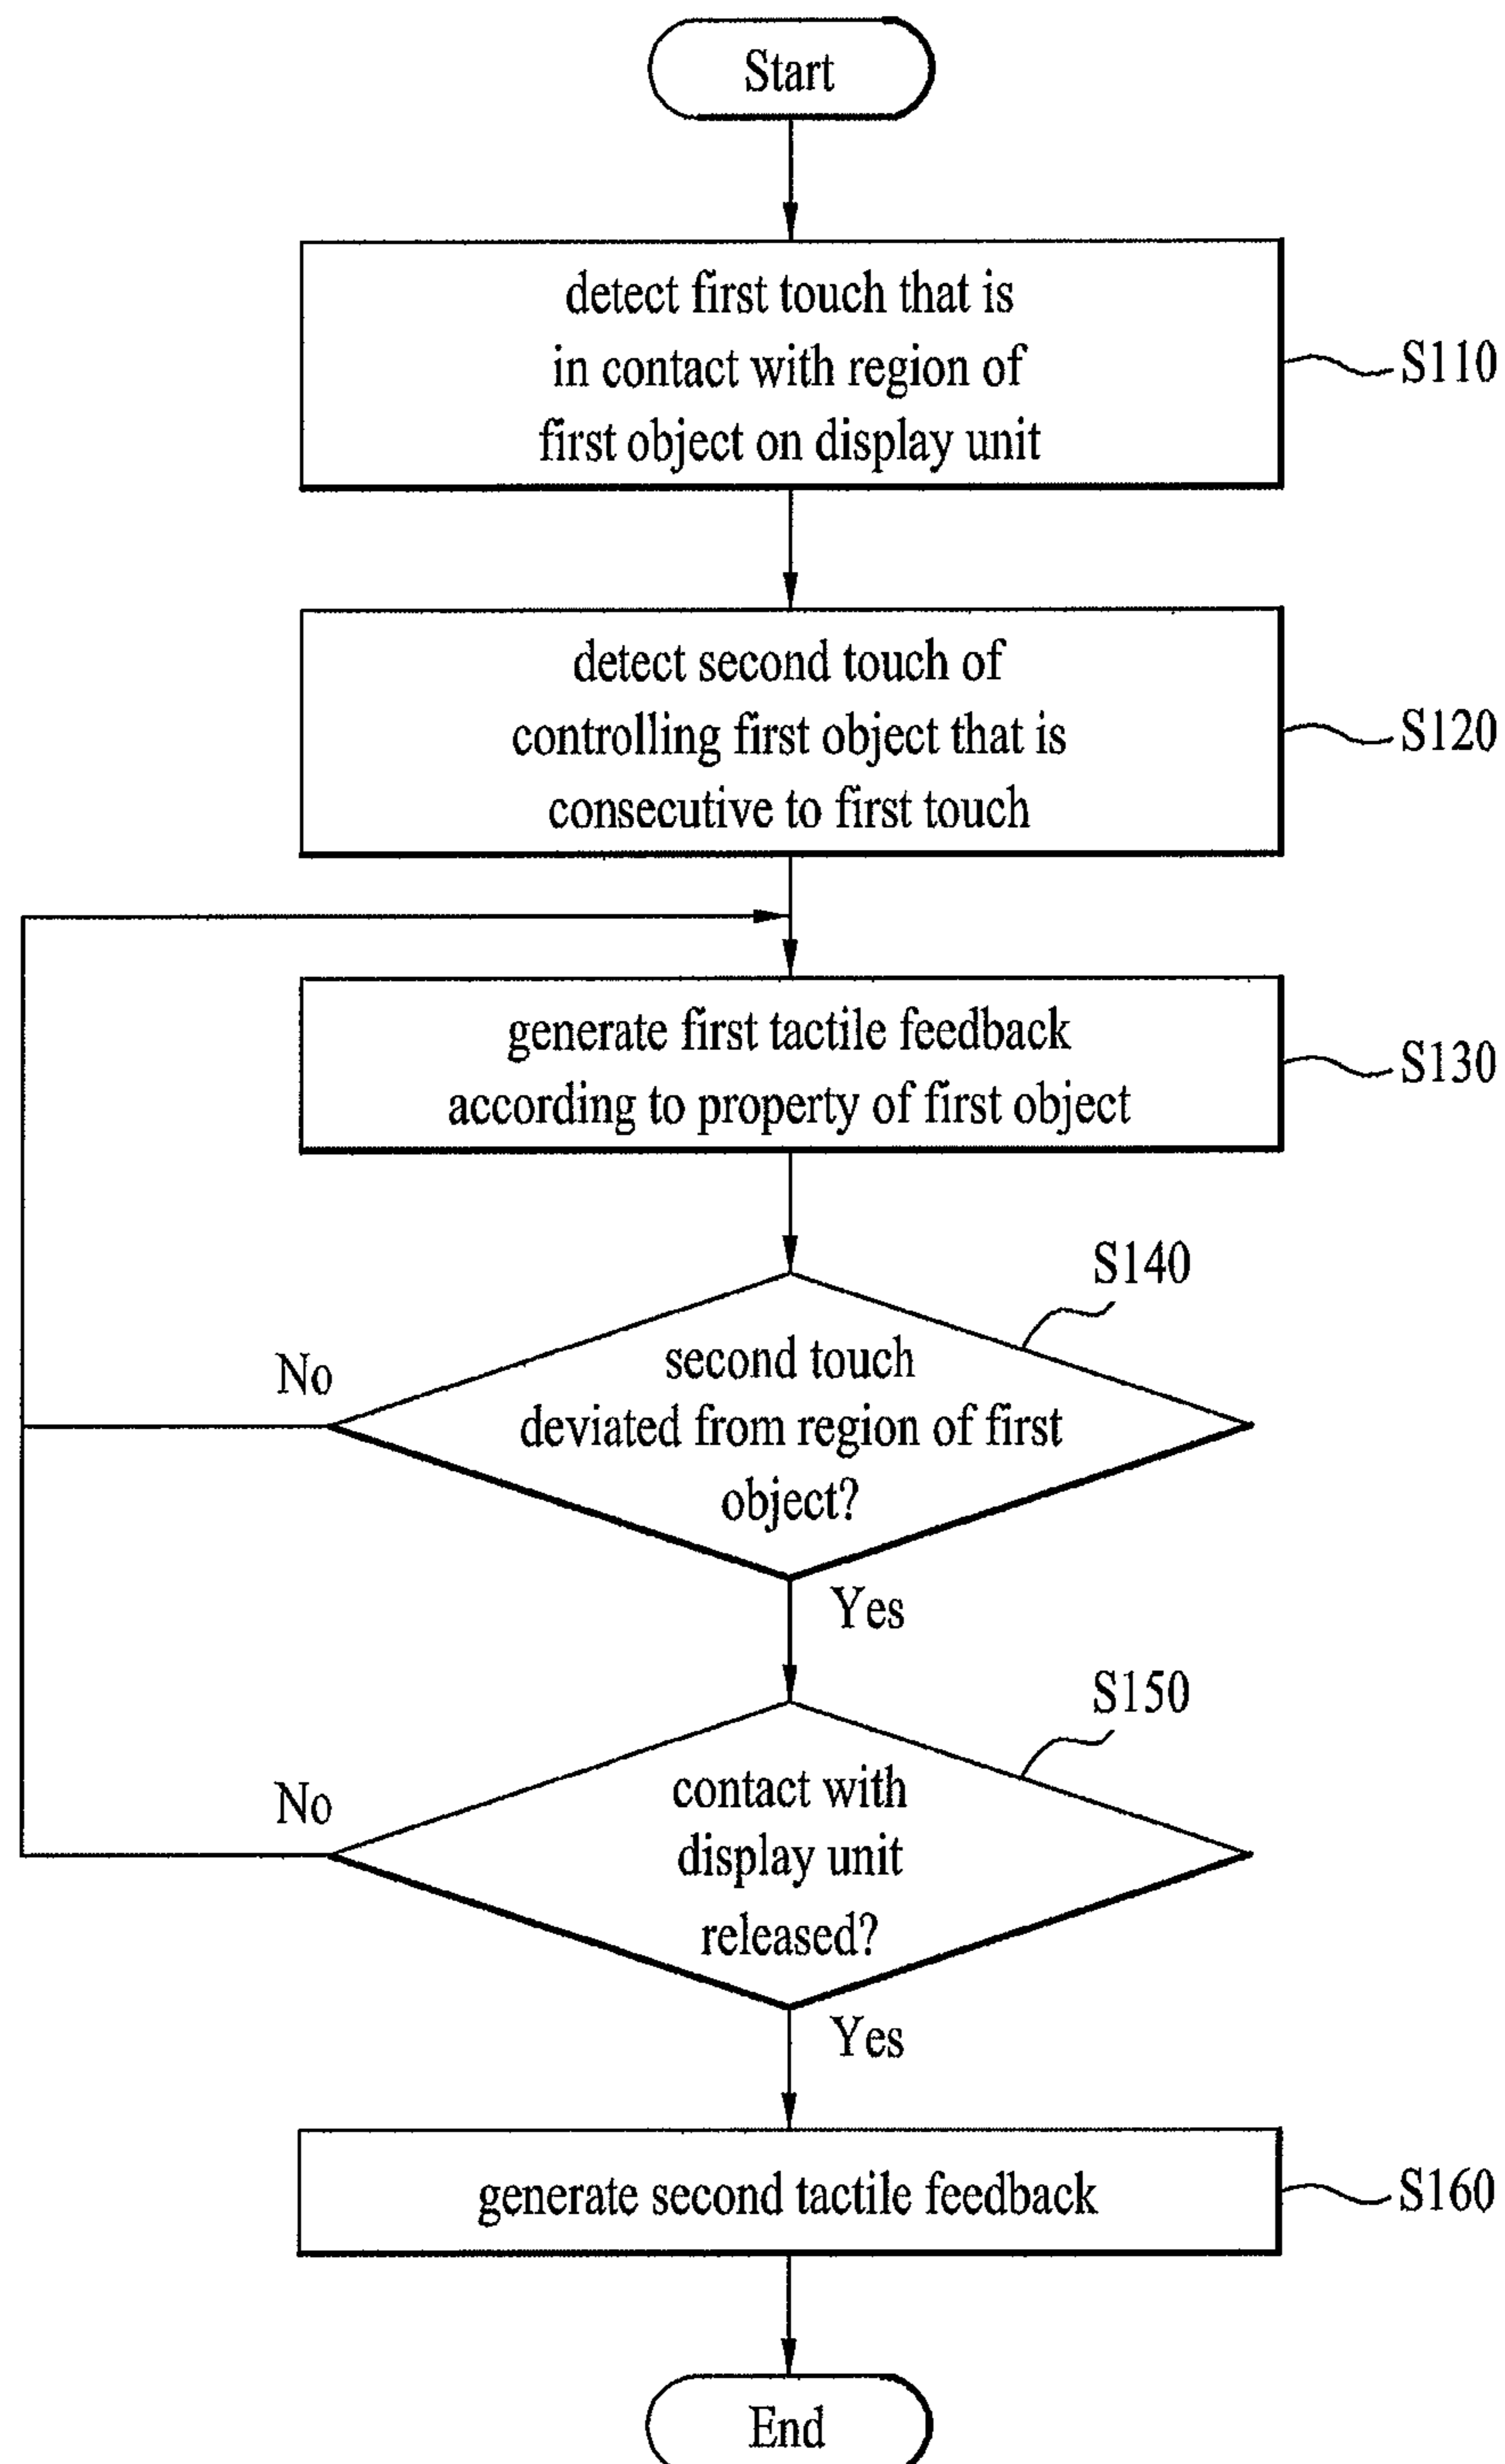 Start
detect first touch that is
in contact with region of
first object on display unit
S110
detect second touch of
controlling first object that is
consecutive to first touch
S120
generate first tactile feedback
according to property of first object
S130
S140
second touch
deviated from region of first
object?
No
Yes
S150
contact with
display unit
released?
No
Yes
generate second tactile feedback
S160
End